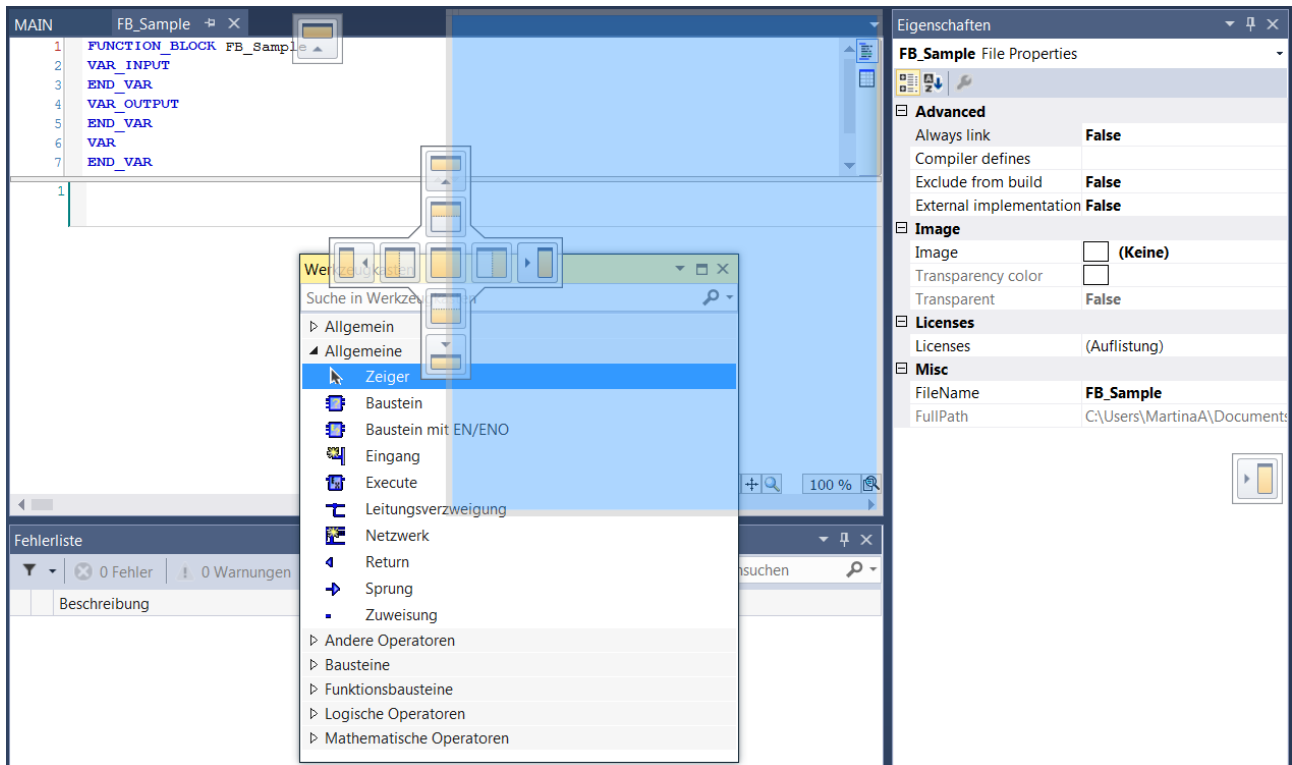 MAIN
FB_Sample
1 FUNCTION_BLOCK FB_Sample
2 VAR_INPUT
3 END_VAR
4 VAR_OUTPUT
5 END_VAR
6 VAR
7 END_VAR
1
Werkzeugkasten
Suche in
Allgemein
Allgemeine
Zeiger
Baustein
Baustein mit EN/ENO
Eingang
Execute
Leitungsverzweigung
Netzwerk
Return
Sprung
Zuweisung
Andere Operatoren
Bausteine
Funktionsbausteine
Logische Operatoren
Mathematische Operatoren
100 %
Fehlerliste
0 Fehler
0 Warnungen
Beschreibung
Eigenschaften
FB_Sample File Properties
Advanced
Always link False
Compiler defines
Exclude from build False
External implementation False
Image
Image (Keine)
Transparency color
Transparent False
Licenses
Licenses (Auflistung)
Misc
FileName FB_Sample
FullPath C:\Users\MartinaA\Documents